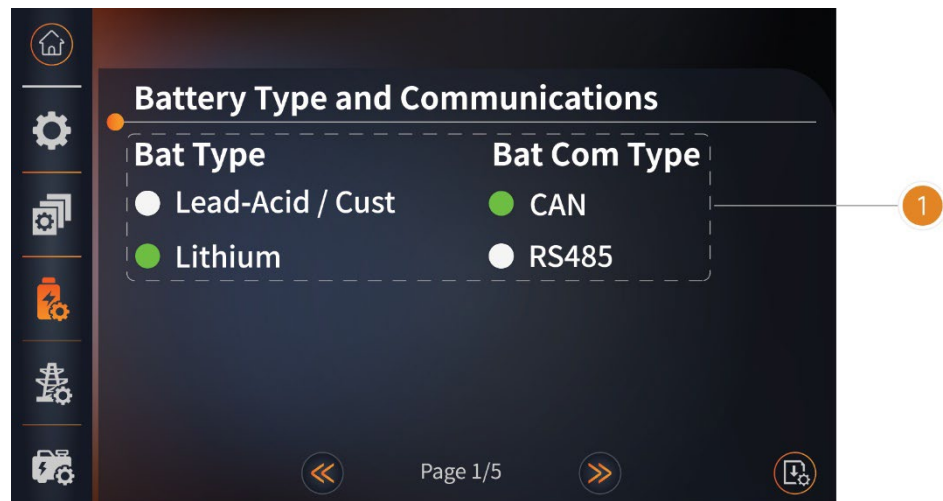 Battery Type and Communications
Bat Type
Bat Com Type
Lead-Acid / Cust
CAN
Lithium
RS485
1
Page 1/5